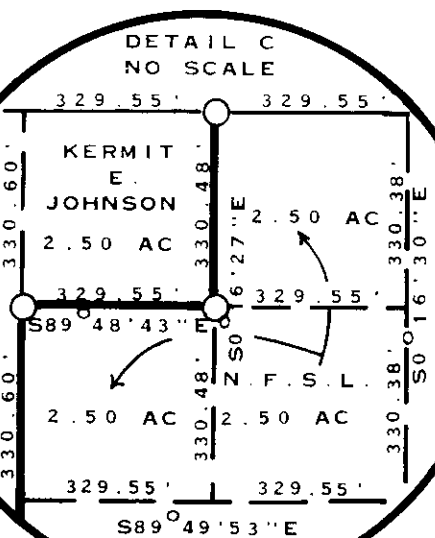 DETAIL C
NO SCALE
329.55' 329.55'
KERMIT
E.
JOHNSON
2.50 AC
330.60'
330.48'
2.50 AC
330.38'
S0°16'27"E
S0°16'30"E
329.55' 329.55'
S89°48'43"E
N.F.S.L.
2.50 AC 2.50 AC
330.60'
330.48'
330.38'
329.55' 329.55'
S89°49'53"E